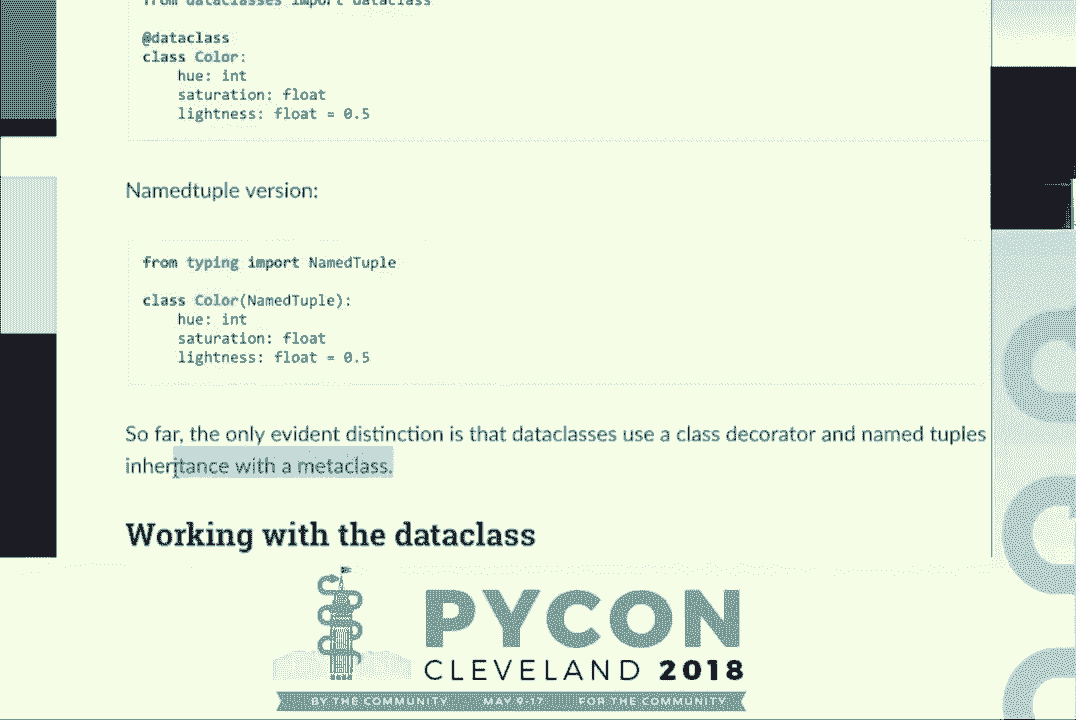 from dataclasses import dataclass
@dataclass
class Color:
hue: int
saturation: float
lightness: float = 0.5
Namedtuple version:
from typing import NamedTuple
class Color(NamedTuple):
hue: int
saturation: float
lightness: float = 0.5
So far, the only evident distinction is that dataclasses use a class decorator and named tuples
inheritance with a metaclass.
Working with the dataclass
PYCON
CLEVELAND 2018
BY THE COMMUNITY MAY 9-17 FOR THE COMMUNITY